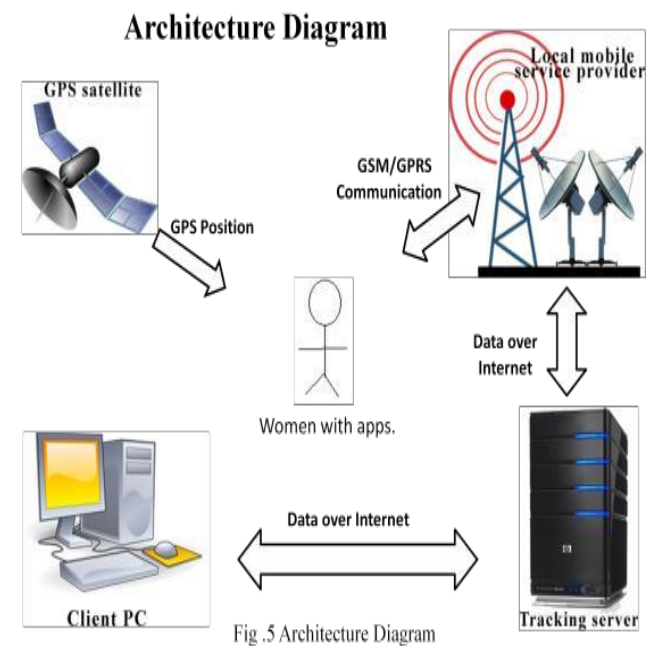 Architecture Diagram
GPS satellite
Local mobile
service provider
GSM/GPRS
Communication
GPS Position
Data over
Internet
Women with apps.
Data over Internet
hp
Client PC
Tracking server
Fig .5 Architecture Diagram